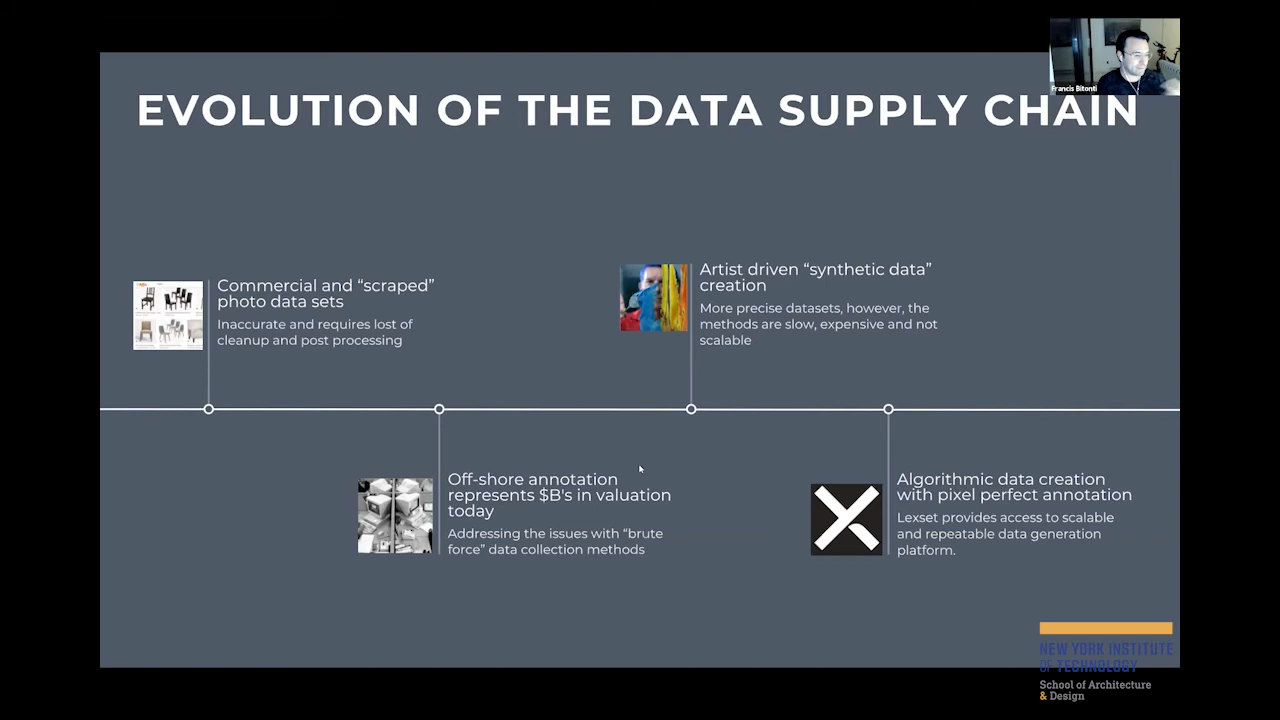 Francis Bitonti
EVOLUTION OF THE DATA SUPPLY CHAIN
Commercial and “scraped”
photo data sets
Inaccurate and requires lost of
cleanup and post processing
Artist driven “synthetic data”
creation
More precise datasets, however, the
methods are slow, expensive and not
scalable
Off-shore annotation
represents $B's in valuation
today
Addressing the issues with “brute
force” data collection methods
Algorithmic data creation
with pixel perfect annotation
Lexset provides access to scalable
and repeatable data generation
platform.
NEW YORK INSTITUTE
OF TECHNOLOGY
School of Architecture
& Design